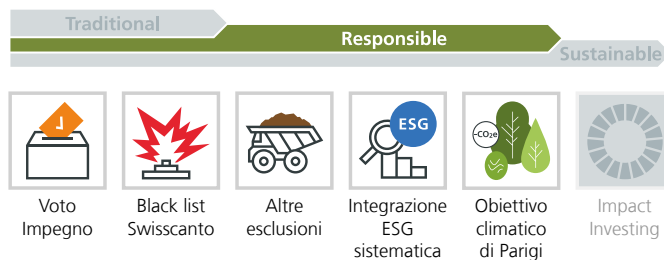 Traditional
Responsible
Sustainable
ESG
-CO₂e
Voto
Impegno
Black list
Swisscanto
Altre
esclusioni
Integrazione
ESG
sistematica
Obiettivo
climatico
di Parigi
Impact
Investing